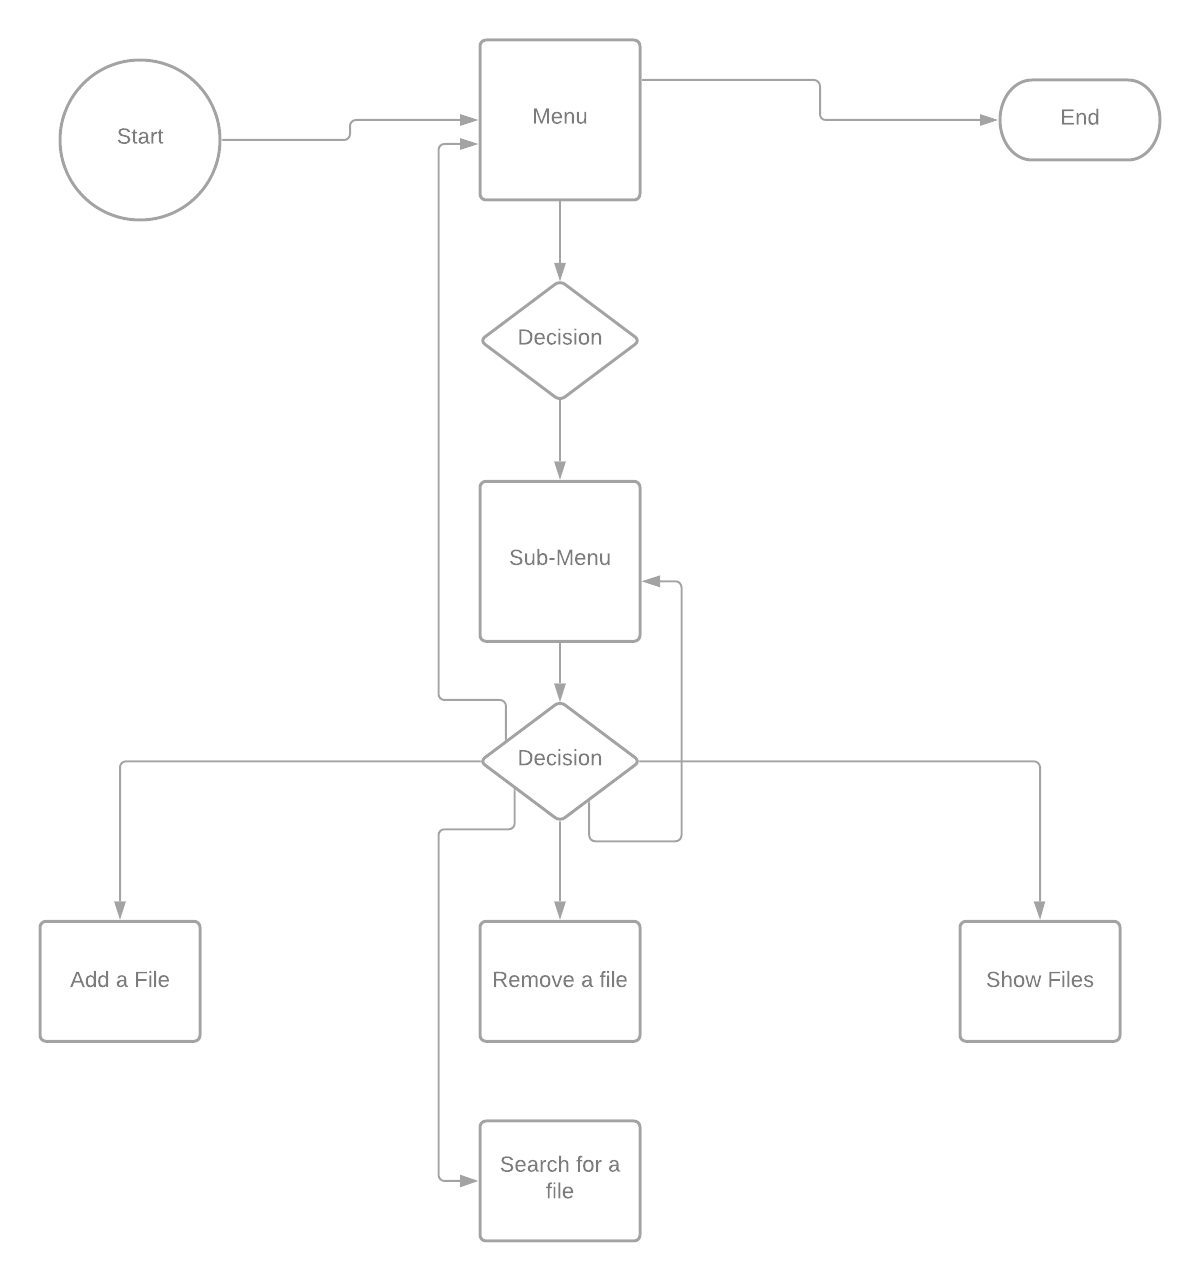 Start
Menu
End
Decision
Sub-Menu
Decision
Add a File
Remove a file
Show Files
Search for a
file